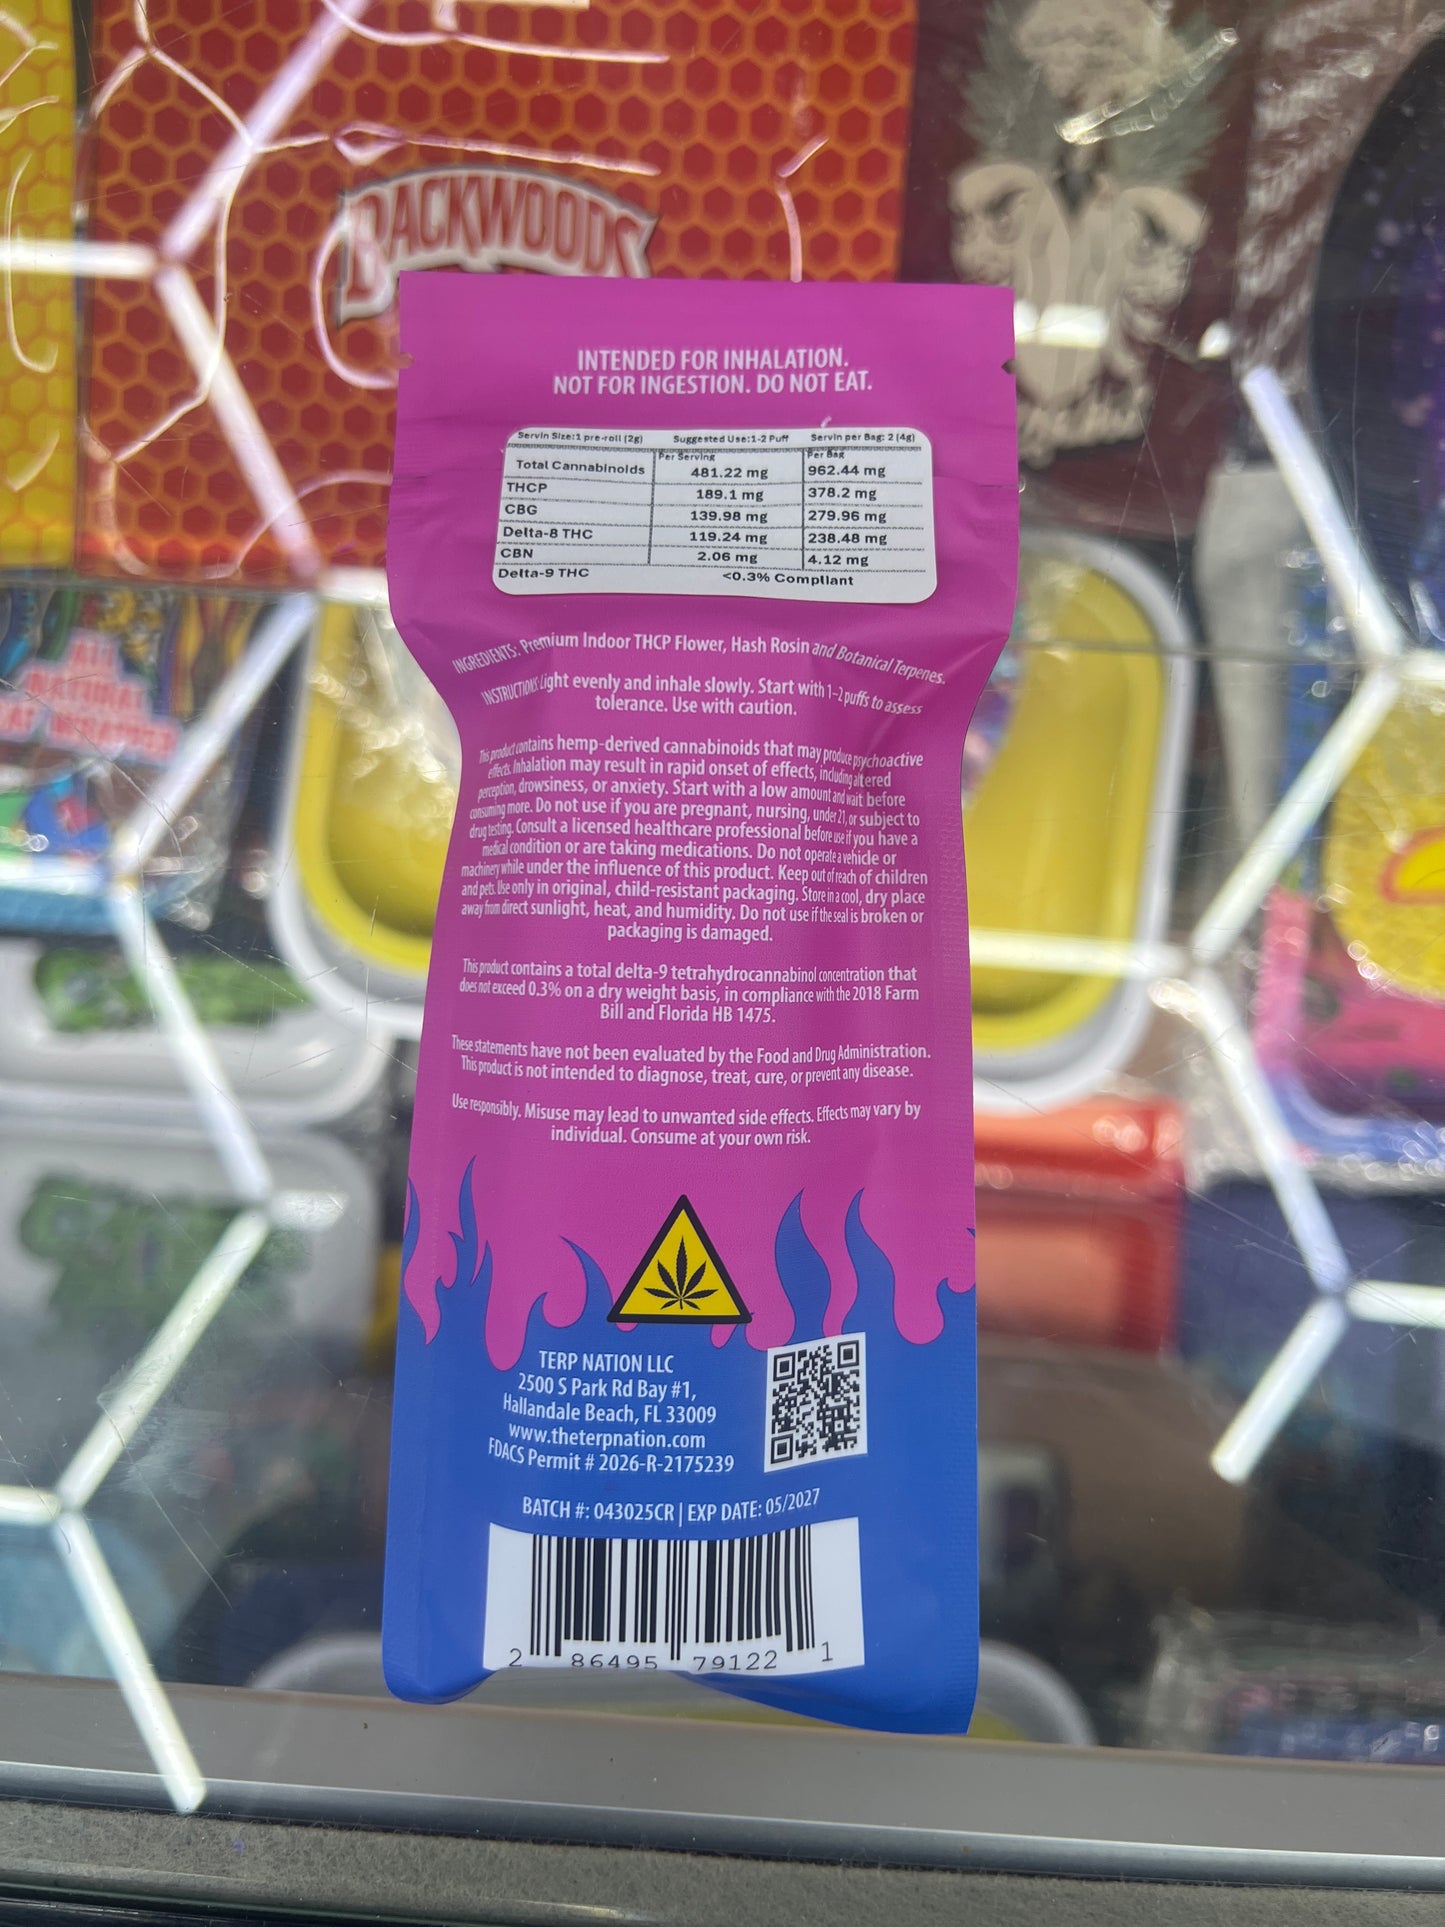 BACKWOODS
INTENDED FOR INHALATION.
NOT FOR INGESTION. DO NOT EAT.
Servin Size:1 pre-roll (2g) Suggested Use:1-2 Puff Servin per Bag: 2 (4g)
Per Serving Per Bag
Total Cannabinoids 481.22 mg 962.44 mg
THCP 189.1 mg 378.2 mg
CBG 139.98 mg 279.96 mg
Delta-8 THC 119.24 mg 238.48 mg
CBN 2.06 mg 4.12 mg
Delta-9 THC <0.3% Compliant
INGREDIENTS: Premium Indoor THCP Flower, Hash Rosin and Botanical Terpenes.
INSTRUCTIONS: Light evenly and inhale slowly. Start with 1-2 puffs to assess
tolerance. Use with caution.
This product contains hemp-derived cannabinoids that may produce psychoactive
effects. Inhalation may result in rapid onset of effects, including altered
perception, drowsiness, or anxiety. Start with a low amount and wait before
consuming more. Do not use if you are pregnant, nursing, under 21, or subject to
drug testing. Consult a licensed healthcare professional before use if you have a
medical condition or are taking medications. Do not operate a vehicle or
machinery while under the influence of this product. Keep out of reach of children
and pets. Use only in original, child-resistant packaging. Store in a cool, dry place
away from direct sunlight, heat, and humidity. Do not use if the seal is broken or
packaging is damaged.
This product contains a total delta-9 tetrahydrocannabinol concentration that
does not exceed 0.3% on a dry weight basis, in compliance with the 2018 Farm
Bill and Florida HB 1475.
These statements have not been evaluated by the Food and Drug Administration.
This product is not intended to diagnose, treat, cure, or prevent any disease.
Use responsibly. Misuse may lead to unwanted side effects. Effects may vary by
individual. Consume at your own risk.
TERP NATION LLC
2500 S Park Rd Bay #1,
Hallandale Beach, FL 33009
www.theterpnation.com
FDACS Permit # 2026-R-2175239
BATCH #: 043025CR | EXP DATE: 05/2027
2 86495 79122 1
ALL
NATURAL